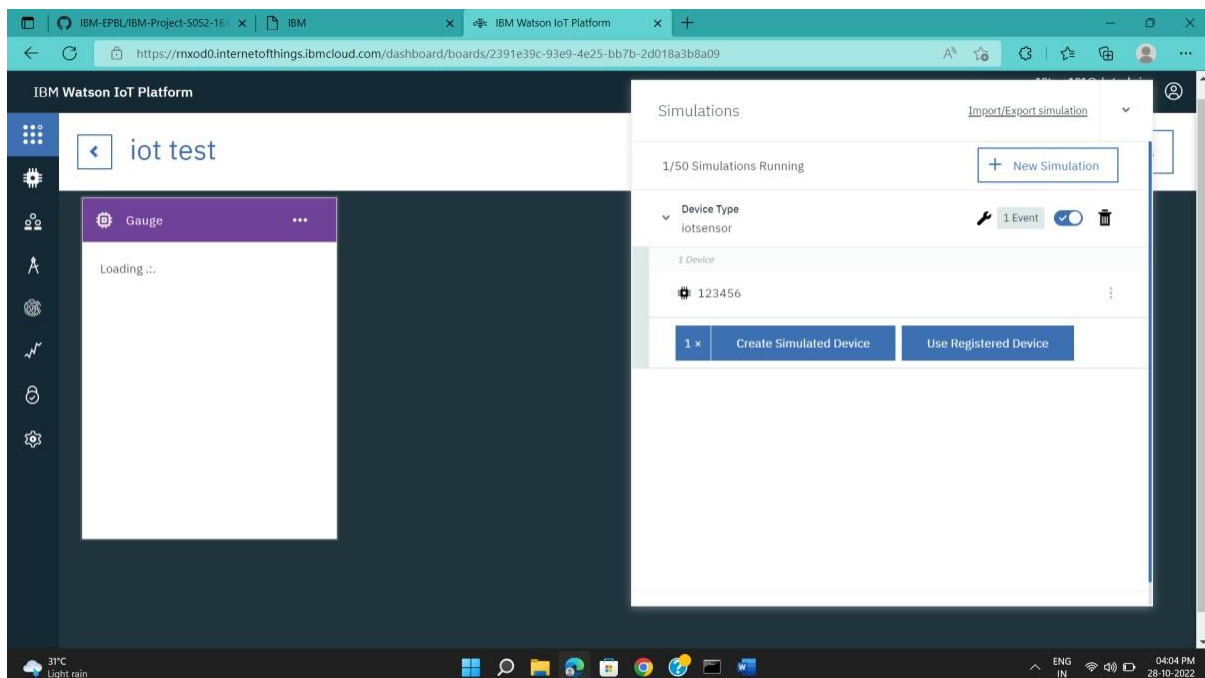 IBM-EPBL/IBM-Project-5052-165
IBM
IBM Watson IoT Platform
https://rnxod0.internetofthings.ibmcloud.com/dashboard/boards/2391e39c-93e9-4e25-bb7b-2d018a3b8a09
IBM Watson IoT Platform
iot test
Gauge
Loading .:.
Simulations
Import/Export simulation
1/50 Simulations Running
+ New Simulation
Device Type
iotsensor
1 Event
1 Device
123456
1 × Create Simulated Device
Use Registered Device
31°C
Light rain
ENG
IN
04:04 PM
28-10-2022